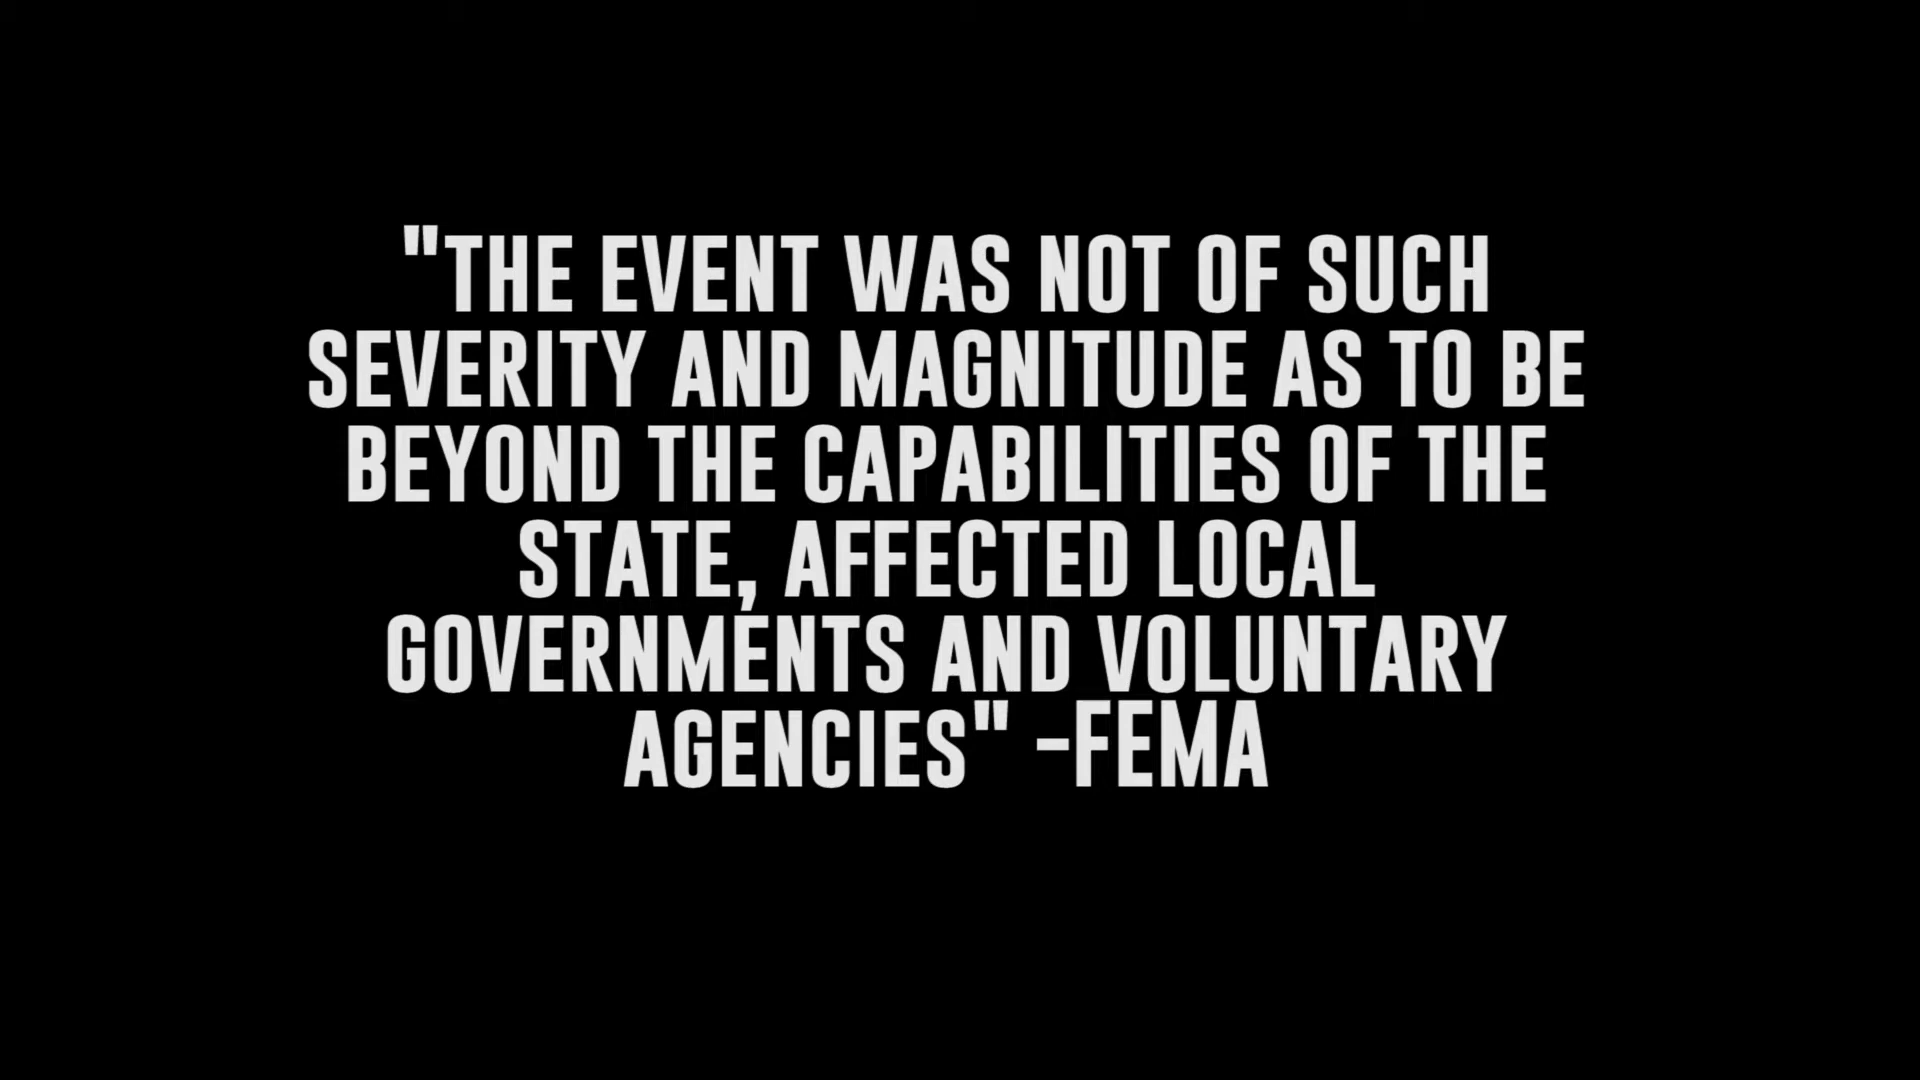 "THE EVENT WAS NOT OF SUCH
SEVERITY AND MAGNITUDE AS TO BE
BEYOND THE CAPABILITIES OF THE
STATE, AFFECTED LOCAL
GOVERNMENTS AND VOLUNTARY
AGENCIES" -FEMA